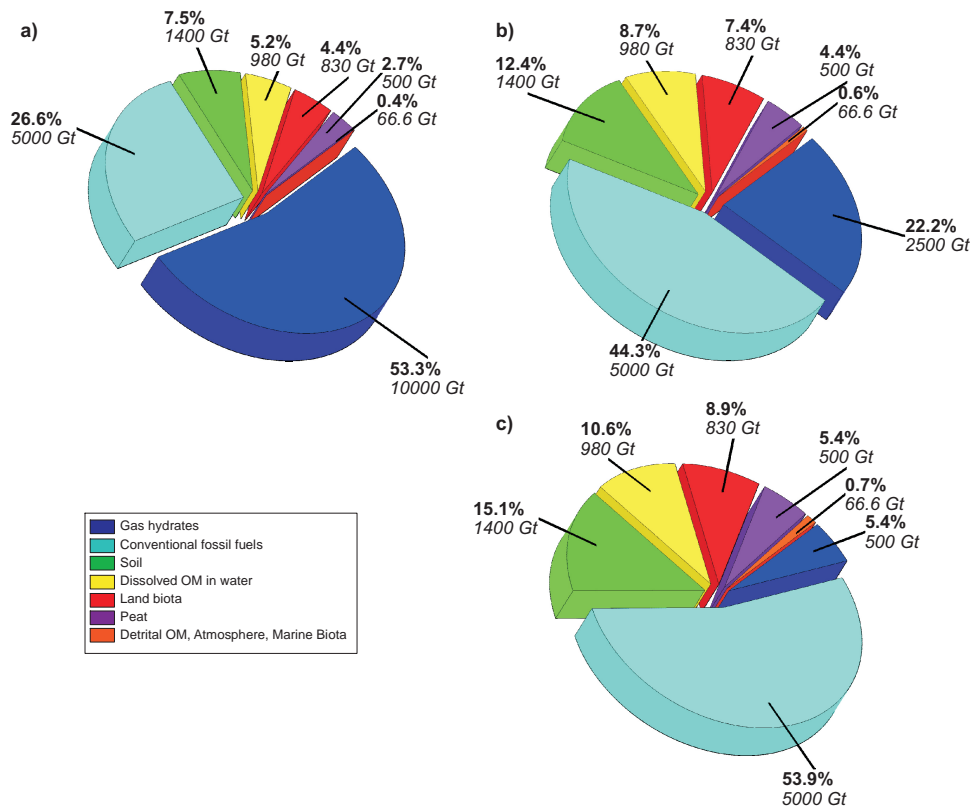 a)
7.5%
1400 Gt
5.2%
980 Gt
4.4%
830 Gt
2.7%
500 Gt
0.4%
66.6 Gt
26.6%
5000 Gt
53.3%
10000 Gt
b)
12.4%
1400 Gt
8.7%
980 Gt
7.4%
830 Gt
4.4%
500 Gt
0.6%
66.6 Gt
22.2%
2500 Gt
44.3%
5000 Gt
c)
15.1%
1400 Gt
10.6%
980 Gt
8.9%
830 Gt
5.4%
500 Gt
0.7%
66.6 Gt
5.4%
500 Gt
53.9%
5000 Gt
Gas hydrates
Conventional fossil fuels
Soil
Dissolved OM in water
Land biota
Peat
Detrital OM, Atmosphere, Marine Biota